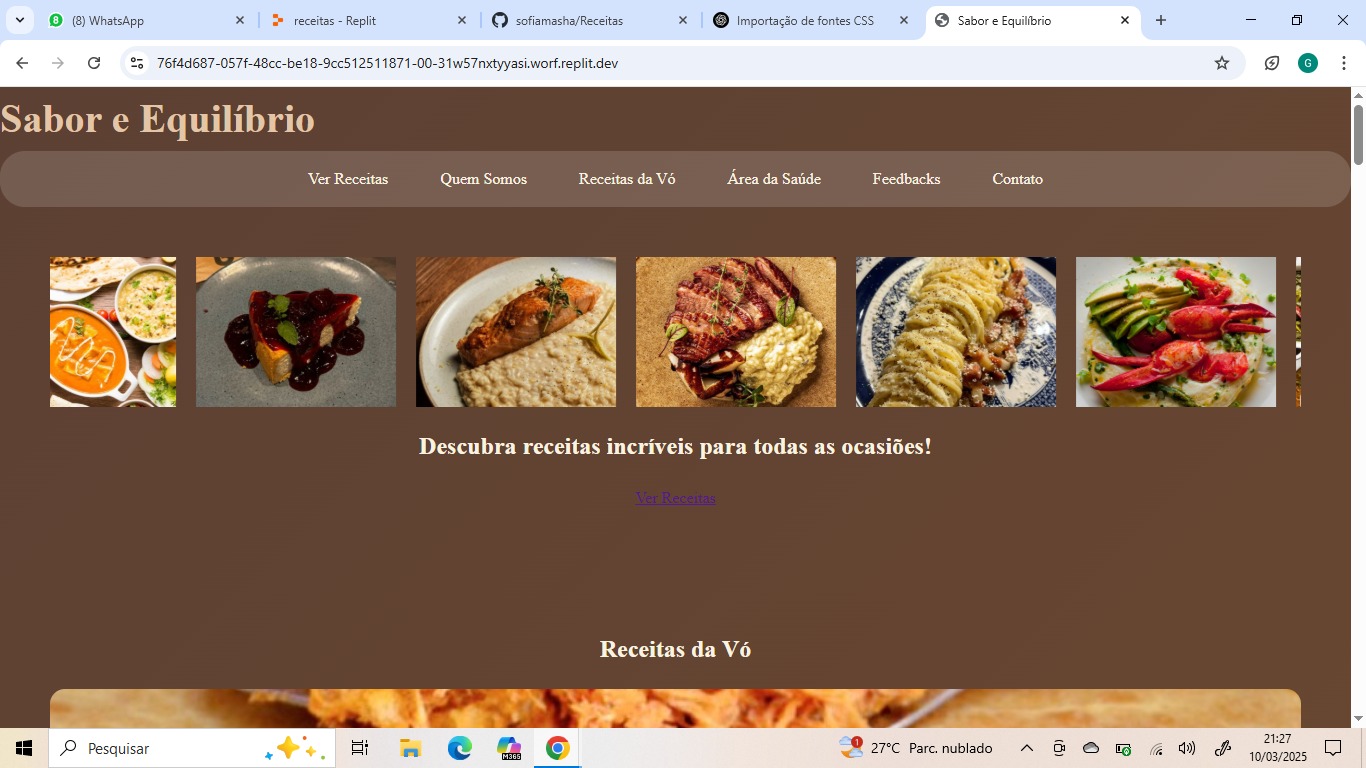 (8) WhatsApp
receitas - Replit
sofiamasha/Receitas
Importação de fontes CSS
Sabor e Equilíbrio
76f4d687-057f-48cc-be18-9cc512511871-00-31w57nxtyyasi.worf.replit.dev
G
Sabor e Equilíbrio
Ver Receitas Quem Somos Receitas da Vó Área da Saúde Feedbacks Contato
Descubra receitas incríveis para todas as ocasiões!
Ver Receitas
Receitas da Vó
Pesquisar
M365
1
27°C Parc. nublado
21:27
10/03/2025